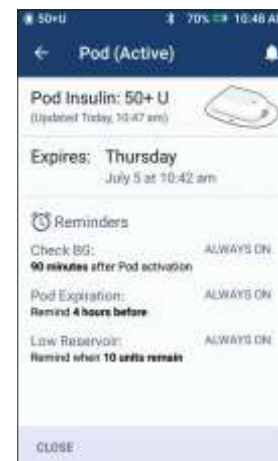 50+U 70% 10:48 AM
Pod (Active)
Pod Insulin: 50+ U
(Updated Today, 10:47 am)
Expires: Thursday
July 5 at 10:42 am
Reminders
Check BG: ALWAYS ON
90 minutes after Pod activation
Pod Expiration: ALWAYS ON
Remind 4 hours before
Low Reservoir: ALWAYS ON
Remind when 10 units remain
CLOSE